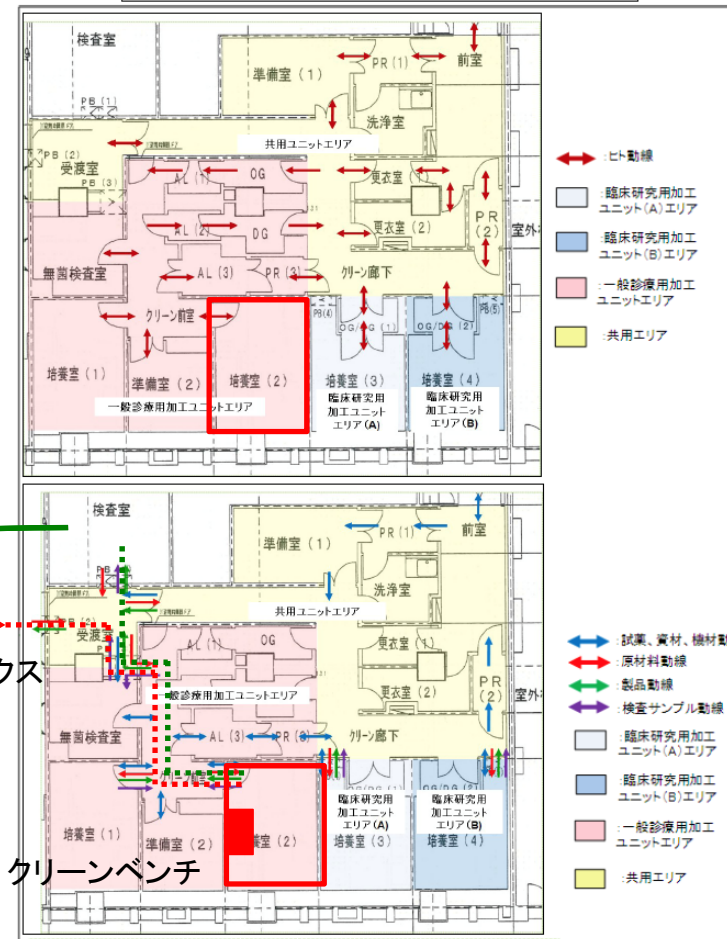 検査室
準備室 (1)
PR (1)
前室
洗浄室
PB (1)
共用ユニットエリア
PB (2)
受渡室
PB (3)
AL (1)
OG
更衣室 (1)
AL (2)
DG
更衣室 (2)
PR (2)
室外
無菌検査室
AL (3)
PR (3)
クリーン廊下
クリーン前室
PB(4)
OG/DG (1)
OG/DG (2)
PB(5)
培養室 (1)
準備室 (2)
培養室 (2)
培養室 (3)
培養室 (4)
一般診療用加工ユニットエリア
臨床研究用
加工ユニット
エリア(A)
臨床研究用
加工ユニット
エリア(B)
:ヒト動線
:臨床研究用加工
ユニット(A)エリア
:臨床研究用加工
ユニット(B)エリア
:一般診療用加工
ユニットエリア
:共用エリア
検査室
準備室 (1)
PR (1)
前室
洗浄室
共用ユニットエリア
受渡室
クス
AL (1)
OG
更衣室 (1)
更衣室 (2)
PR (2)
室外
般診療用加工ユニットエリア
無菌検査室
AL (3)
PR (3)
クリーン廊下
クリーン前室
臨床研究用
加工ユニット
エリア(A)
臨床研究用
加工ユニット
エリア(B)
培養室 (1)
準備室 (2)
養室 (2)
培養室 (3)
培養室 (4)
クリーンベンチ
:試薬、資材、機材動
:原材料動線
:製品動線
:検査サンプル動線
:臨床研究用加工
ユニット(A)エリア
:臨床研究用加工
ユニット(B)エリア
:一般診療用加工
ユニットエリア
:共用エリア